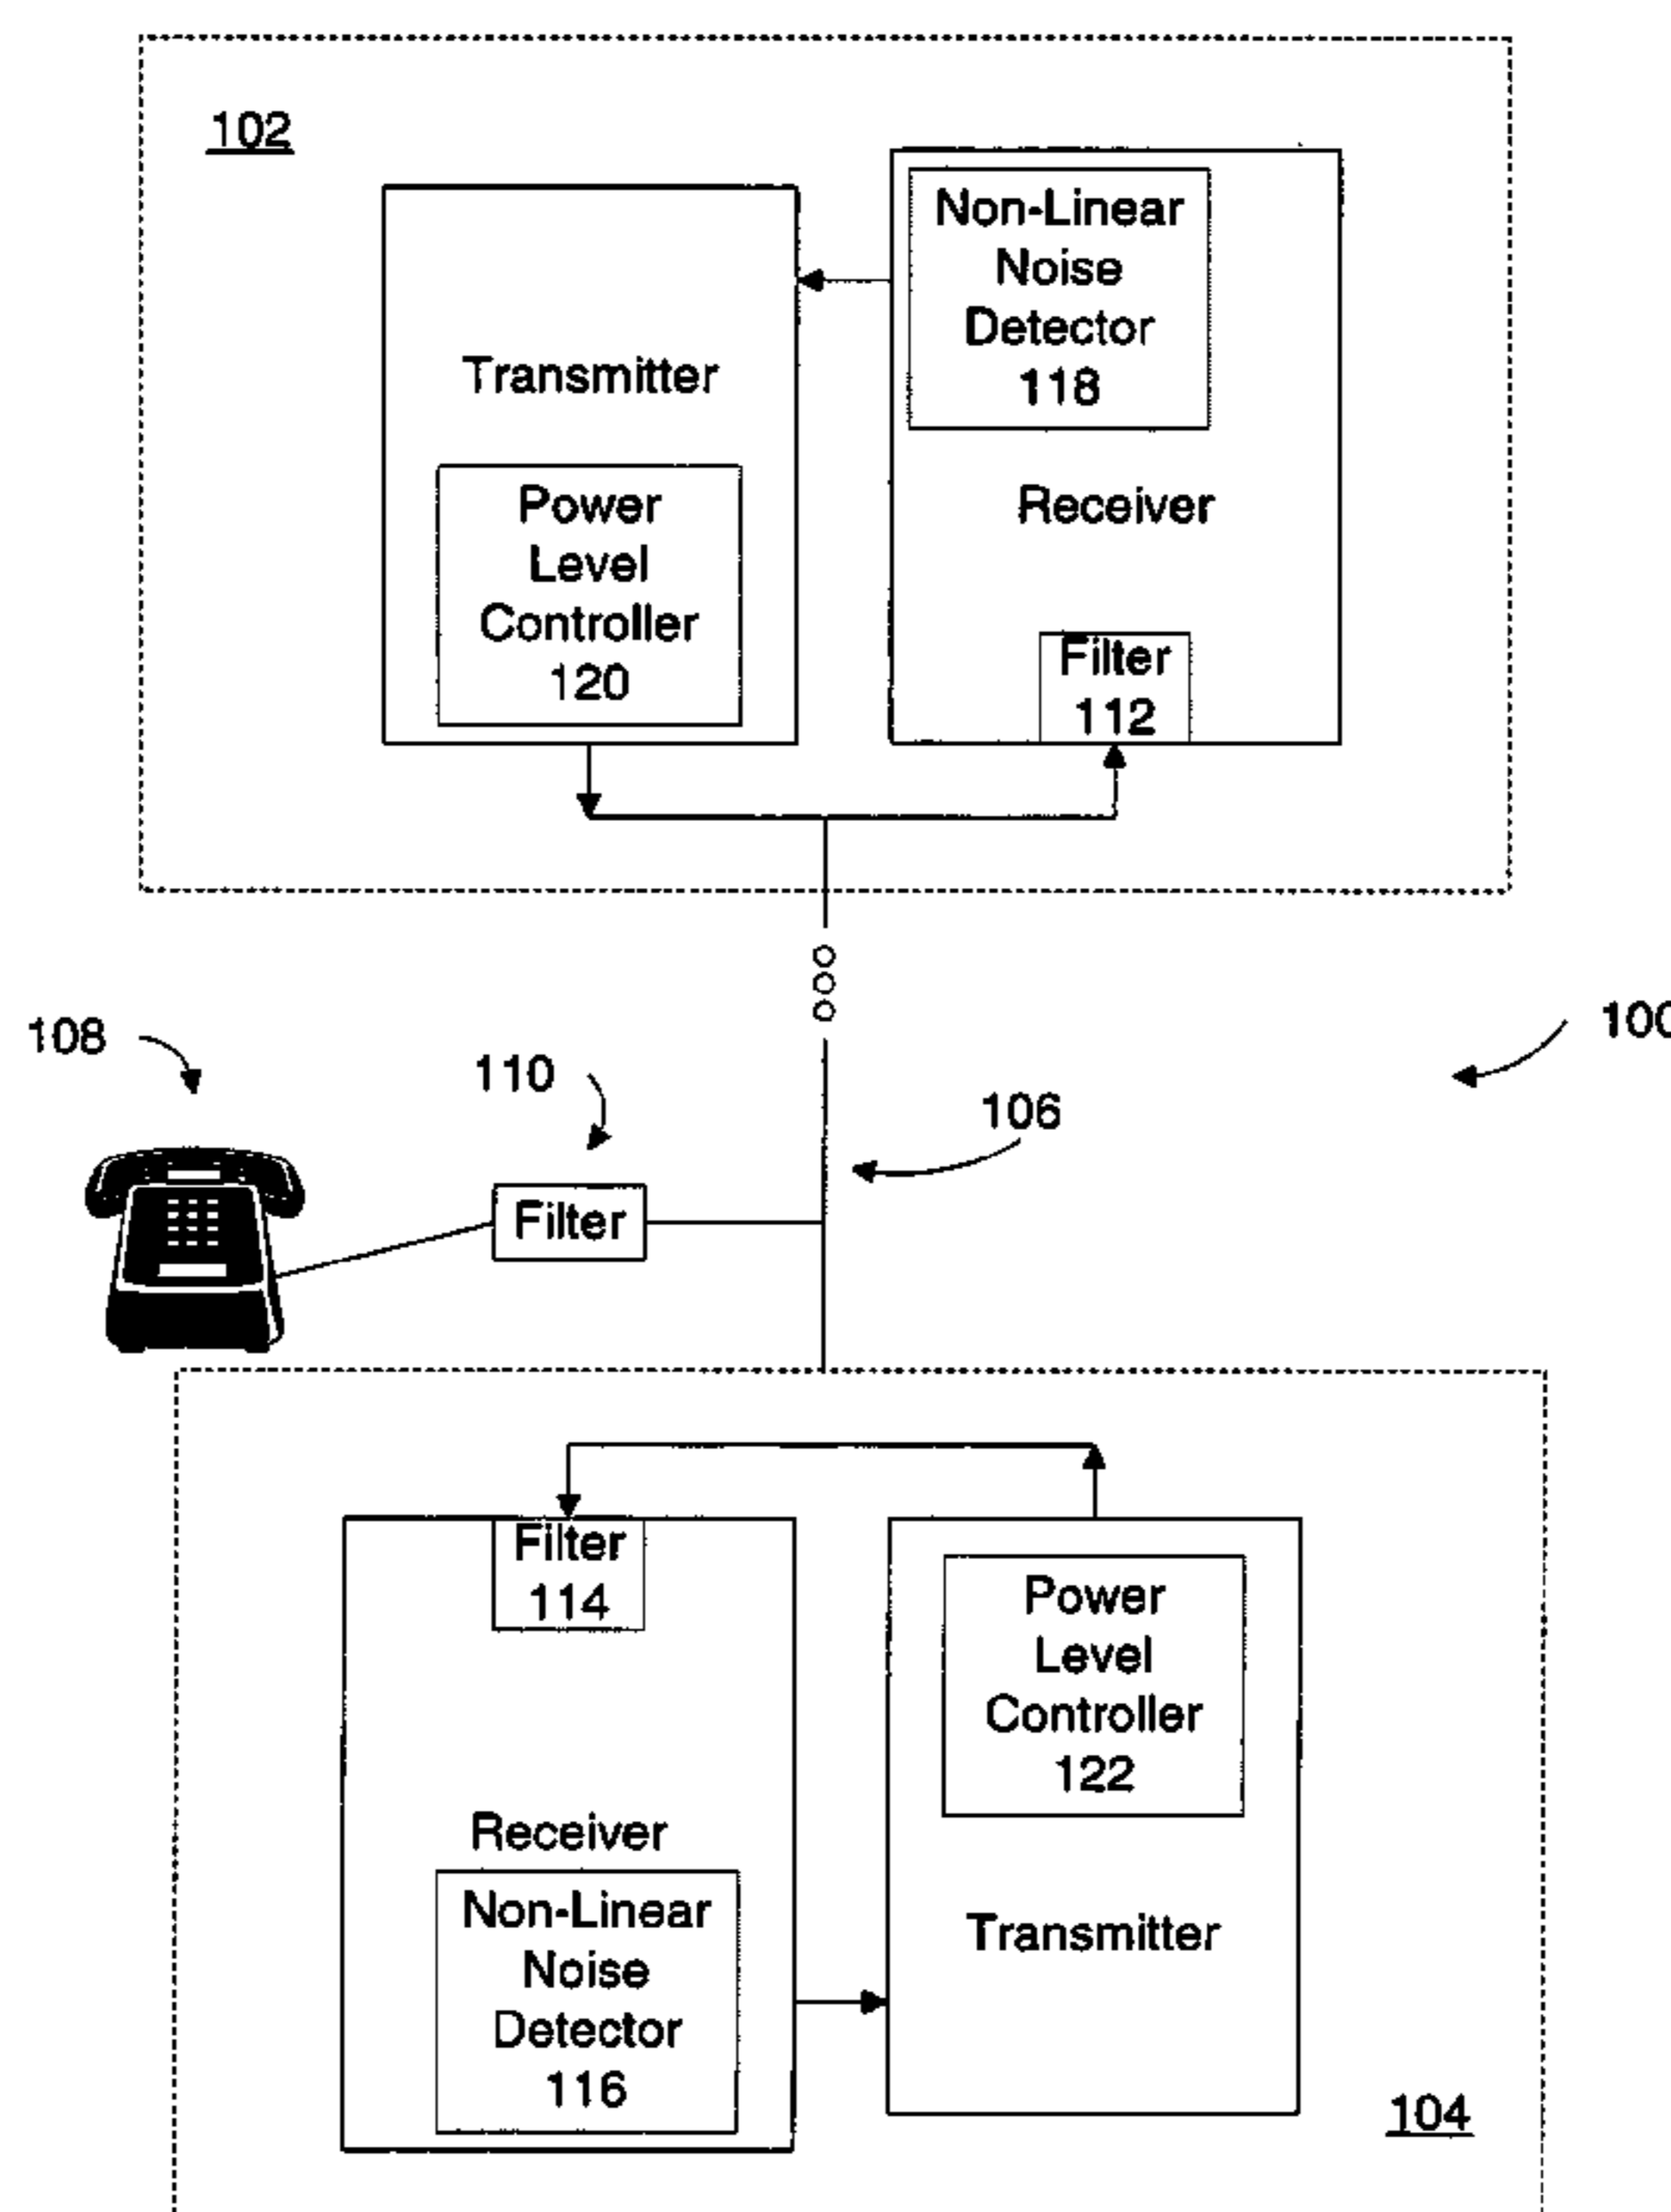 102
Non-Linear
Noise
Detector
118
Transmitter
Power
Level
Controller
120
Receiver
Filter
112
108
110
106
100
Filter
Filter
114
Power
Level
Controller
122
Receiver
Non-Linear
Noise
Detector
116
Transmitter
104